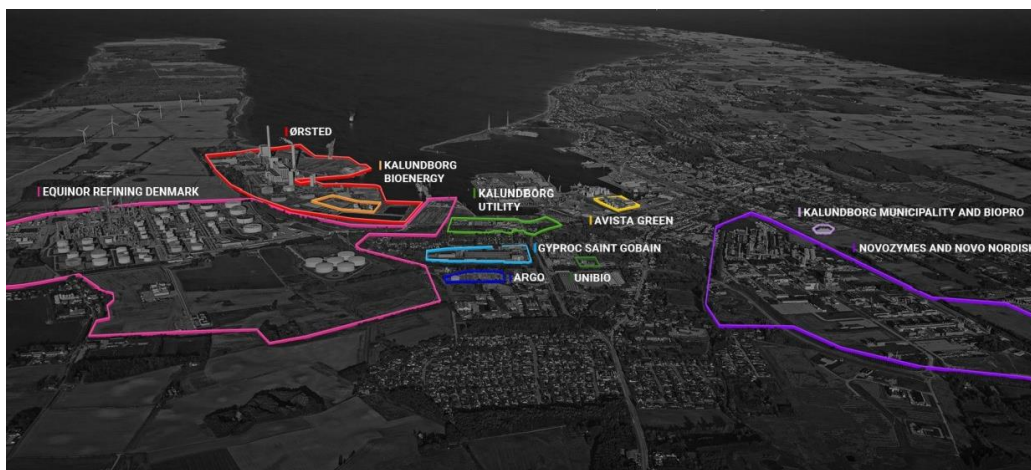 ØRSTED
KALUNDBORG
BIOENERGY
EQUINOR REFINING DENMARK
KALUNDBORG
UTILITY
AVISTA GREEN
KALUNDBORG MUNICIPALITY AND BIOPRO
GYPROC SAINT GOBAIN
NOVOZYMES AND NOVO NORDISK
ARGO
UNIBIO